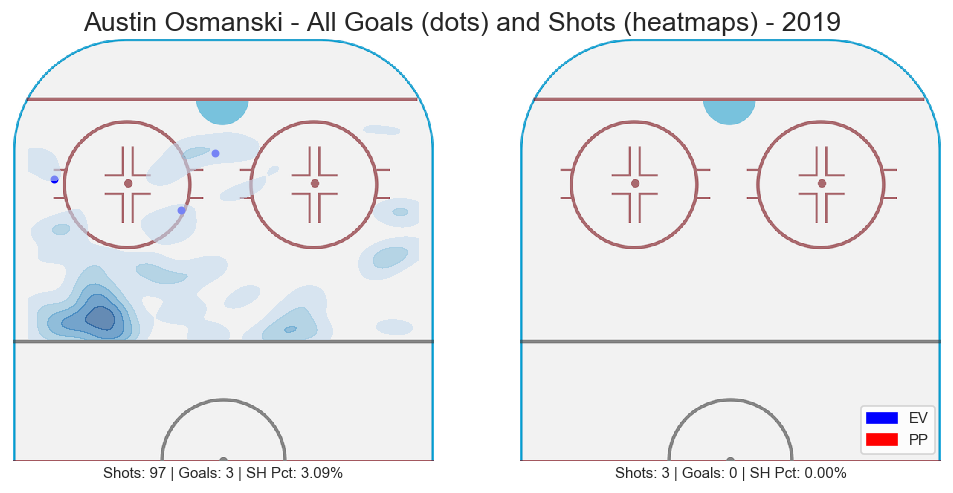 Austin Osmanski - All Goals (dots) and Shots (heatmaps) - 2019
EV
PP
Shots: 97 | Goals: 3 | SH Pct: 3.09%
Shots: 3 | Goals: 0 | SH Pct: 0.00%